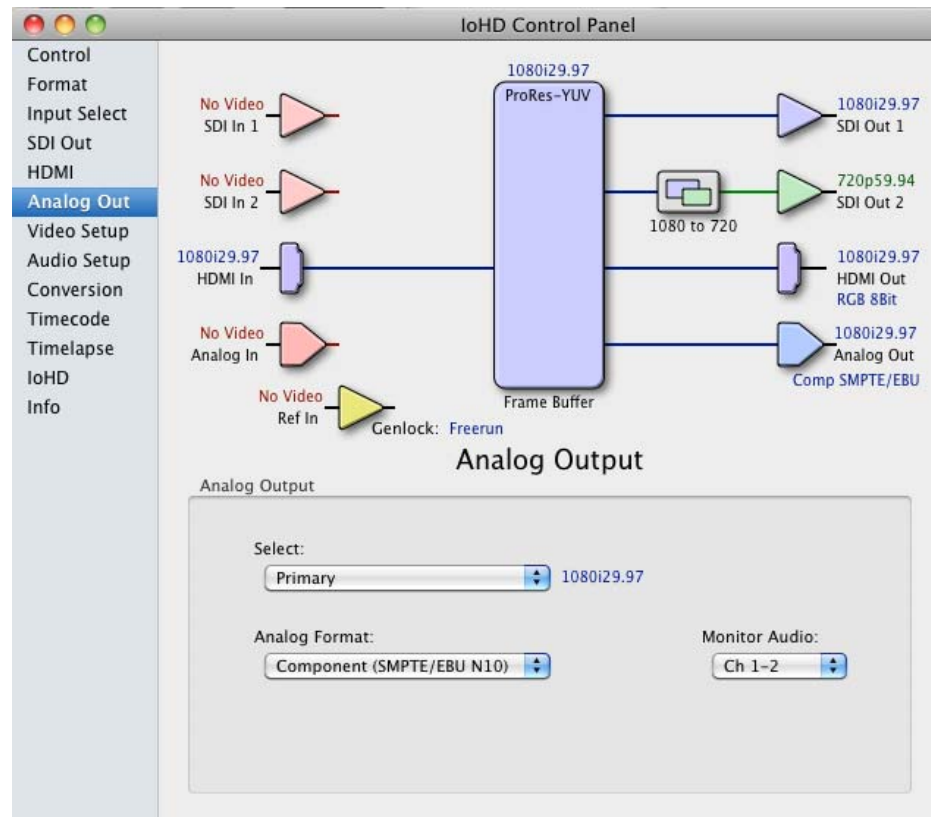 IoHD Control Panel
Control
Format
Input Select
SDI Out
HDMI
Analog Out
Video Setup
Audio Setup
Conversion
Timecode
Timelapse
IoHD
Info
1080i29.97
ProRes-YUV
No Video
SDI In 1
1080i29.97
SDI Out 1
No Video
SDI In 2
1080 to 720
720p59.94
SDI Out 2
1080i29.97
HDMI In
1080i29.97
HDMI Out
RGB 8Bit
No Video
Analog In
1080i29.97
Analog Out
Comp SMPTE/EBU
No Video
Ref In
Genlock: Freerun
Frame Buffer
Analog Output
Analog Output
Select:
Primary 1080i29.97
Analog Format: Monitor Audio:
Component (SMPTE/EBU N10) Ch 1-2